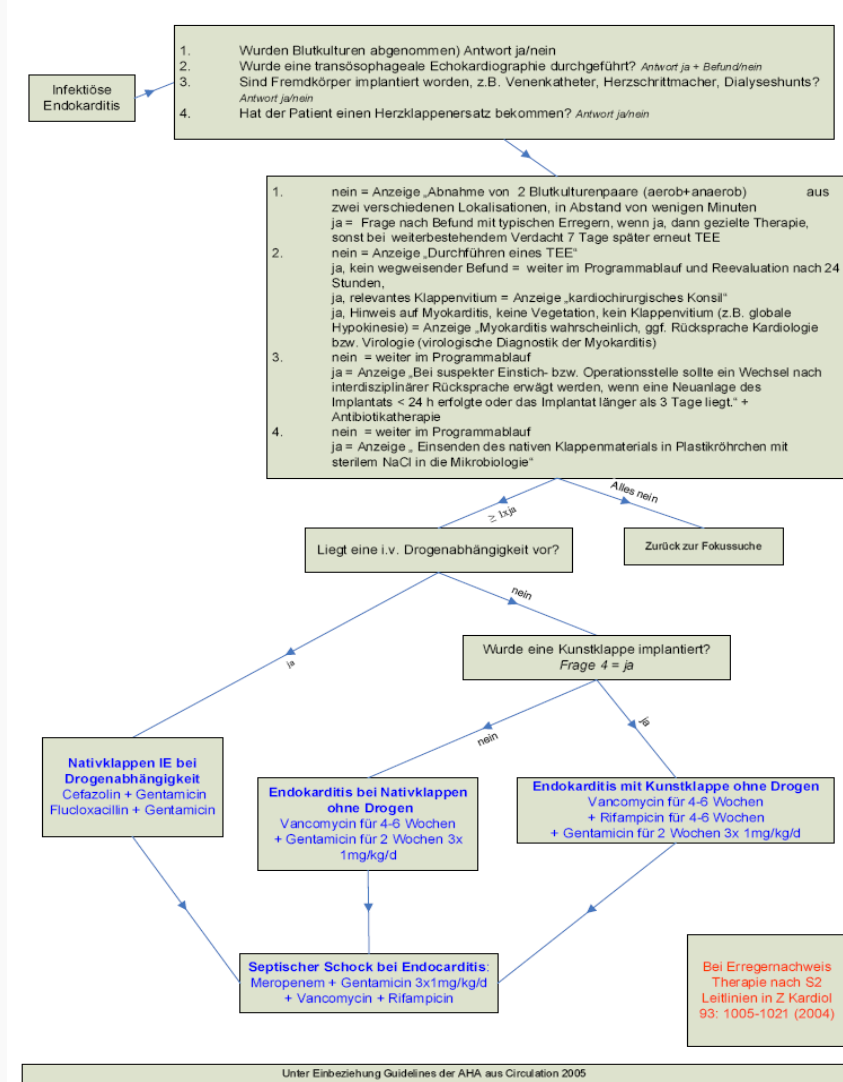 1. Wurden Blutkulturen abgenommen) Antwort ja/nein
2. Wurde eine transösophageale Echokardiographie durchgeführt? Antwort ja + Befund/nein
3. Sind Fremdkörper implantiert worden, z.B. Venenkatheter, Herzschrittmacher, Dialyseshunts?
Antwort ja/nein
4. Hat der Patient einen Herzklappenersatz bekommen? Antwort ja/nein
Infektiöse
Endokarditis
1. nein = Anzeige „Abnahme von 2 Blutkulturenpaare (aerob+anaerob) aus
zwei verschiedenen Lokalisationen, in Abstand von wenigen Minuten
ja = Frage nach Befund mit typischen Erregern, wenn ja, dann gezielte Therapie,
sonst bei weiterbestehendem Verdacht 7 Tage später erneut TEE
2. nein = Anzeige „Durchführen eines TEE“
ja, kein wegweisender Befund = weiter im Programmablauf und Reevaluation nach 24
Stunden,
ja, relevantes Klappenvitium = Anzeige „kardiochirurgisches Konsil“
ja, Hinweis auf Myokarditis, keine Vegetation, kein Klappenvitium (z.B. globale
Hypokinesie) = Anzeige „Myokarditis wahrscheinlich, ggf. Rücksprache Kardiologie
bzw. Virologie (virologische Diagnostik der Myokarditis)
3. nein = weiter im Programmablauf
ja = Anzeige „Bei suspekter Einstich- bzw. Operationsstelle sollte ein Wechsel nach
interdisziplinärer Rücksprache erwägt werden, wenn eine Neuanlage des
Implantats < 24 h erfolgte oder das Implantat länger als 3 Tage liegt.“ +
Antibiotikatherapie
4. nein = weiter im Programmablauf
ja = Anzeige „ Einsenden des nativen Klappenmaterials in Plastikröhrchen mit
sterilem NaCl in die Mikrobiologie“
≥ 1xja
Alles nein
Liegt eine i.v. Drogenabhängigkeit vor?
Zurück zur Fokussuche
nein
ja
Wurde eine Kunstklappe implantiert?
Frage 4 = ja
nein
ja
Nativklappen IE bei
Drogenabhängigkeit
Cefazolin + Gentamicin
Flucloxacillin + Gentamicin
Endokarditis bei Nativklappen
ohne Drogen
Vancomycin für 4-6 Wochen
+ Gentamicin für 2 Wochen 3x
1mg/kg/d
Endokarditis mit Kunstklappe ohne Drogen
Vancomycin für 4-6 Wochen
+ Rifampicin für 4-6 Wochen
+ Gentamicin für 2 Wochen 3x 1mg/kg/d
Septischer Schock bei Endocarditis:
Meropenem + Gentamicin 3x1mg/kg/d
+ Vancomycin + Rifampicin
Bei Erregernachweis
Therapie nach S2
Leitlinien in Z Kardiol
93: 1005-1021 (2004)
Unter Einbeziehung Guidelines der AHA aus Circulation 2005